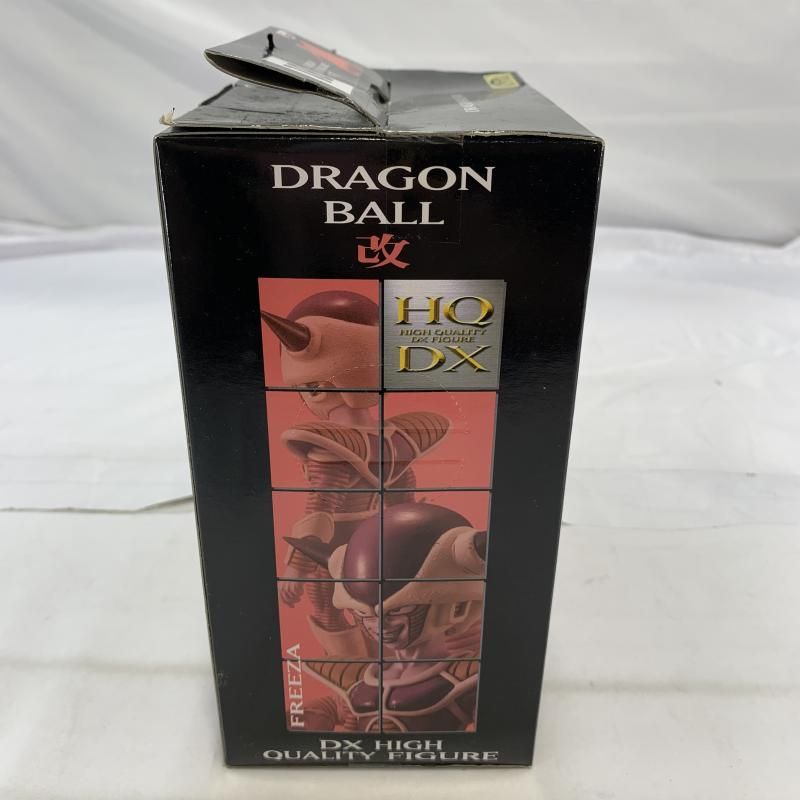 DRAGON
BALL
改
HQ
HIGH QUALITY
DX FIGURE
DX
FREEZA
DX HIGH
QUALITY FIGURE